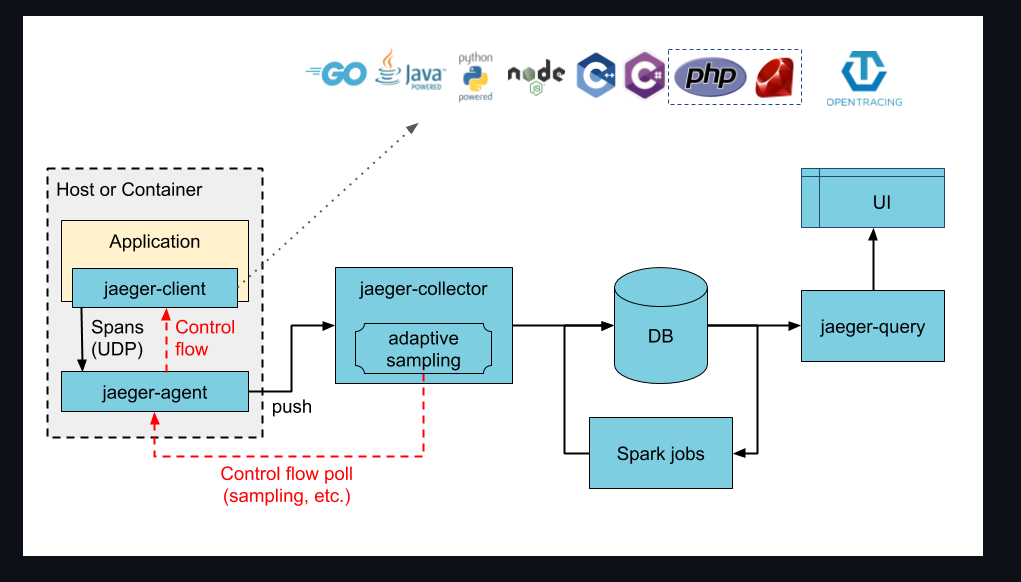 GO
Java
POWERED
python
powered
node
JS
C++
C#
php
OPENTRACING
Host or Container
Application
jaeger-client
Spans
(UDP)
Control
flow
jaeger-agent
push
Control flow poll
(sampling, etc.)
jaeger-collector
adaptive
sampling
DB
Spark jobs
UI
jaeger-query